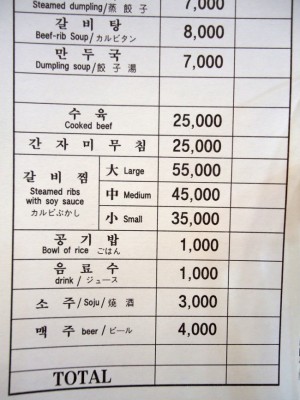 Steamed dumpling/蒸 餃 子 7,000
갈 비 탕
Beef-rib Soup/カルビタン 8,000
만 두 국
Dumpling soup/餃 子 湯 7,000
수 육
Cooked beef 25,000
간 자 미 무 침 25,000
갈 비 찜
Steamed ribs
with soy sauce
カルビぶかし
大 Large 55,000
中 Medium 45,000
小 Small 35,000
공 기 밥
Bowl of rice ごはん 1,000
음 료 수
drink / ジュース 1,000
소 주/Soju/焼 酒 3,000
맥 주 beer/ビール 4,000
TOTAL